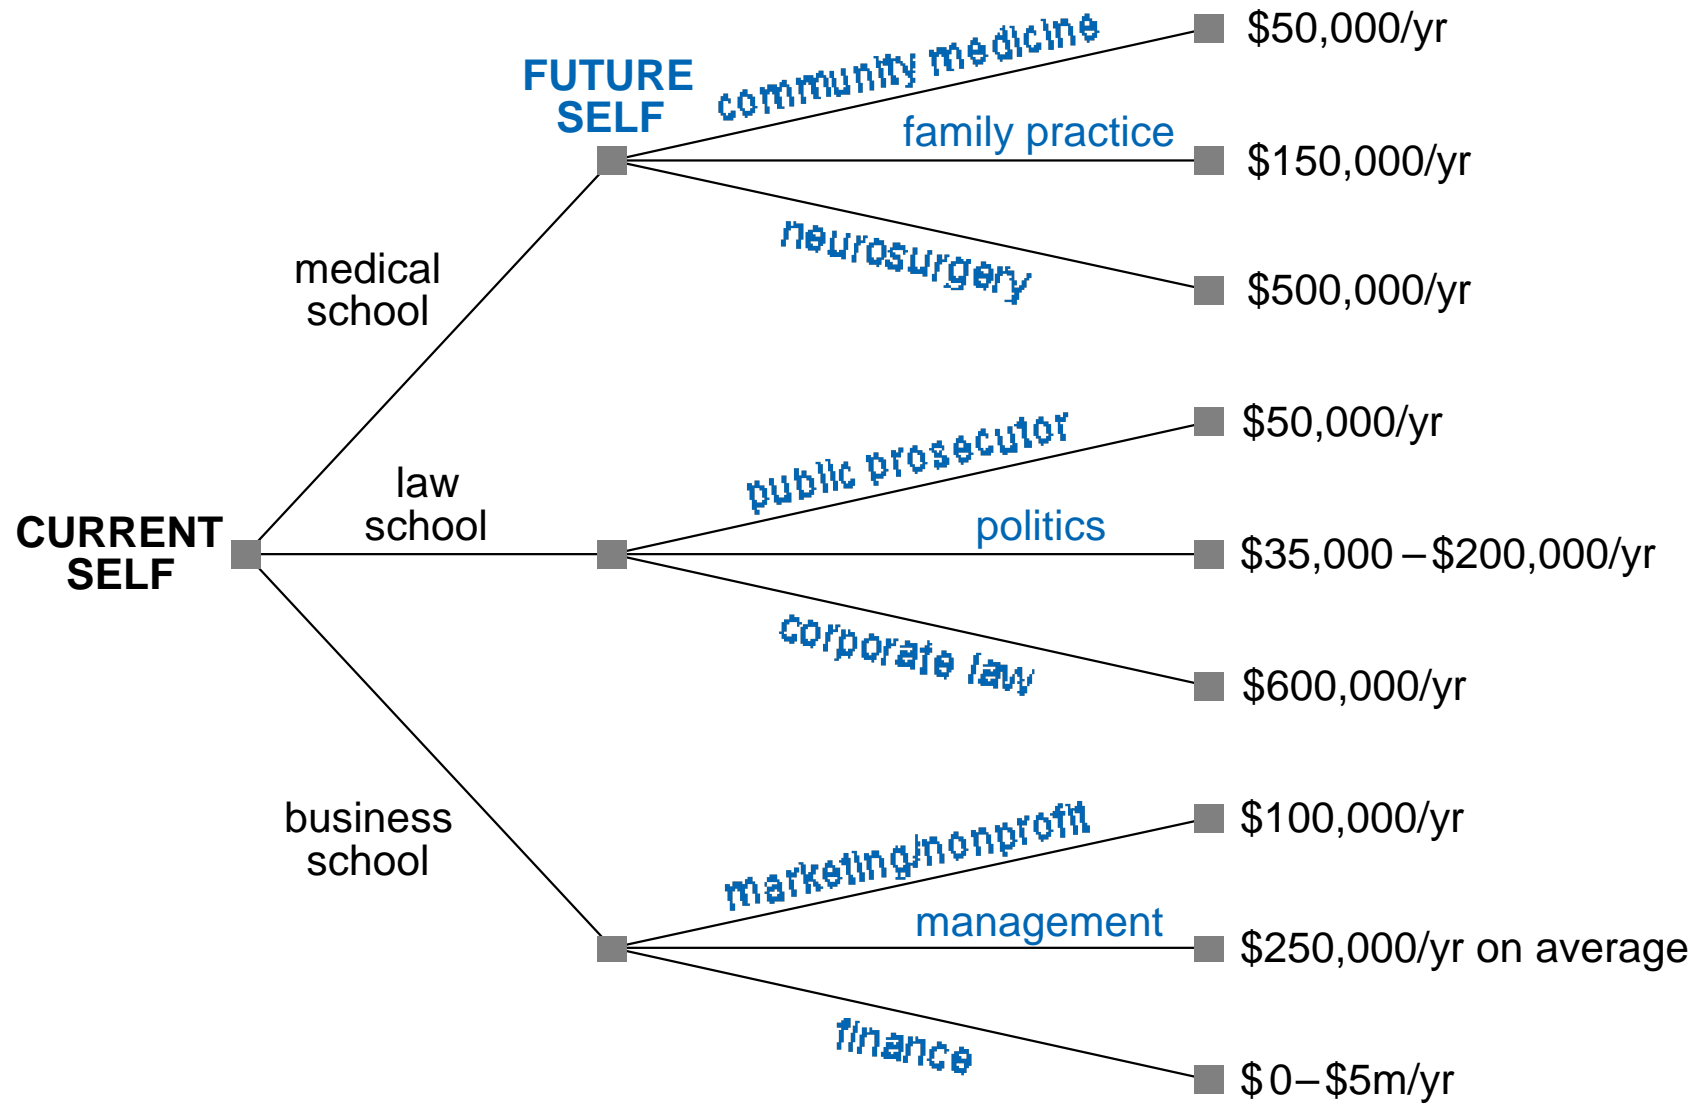 FUTURE
SELF
community medicine
$50,000/yr
family practice
$150,000/yr
neurosurgery
$500,000/yr
medical
school
public prosecutor
$50,000/yr
law
school
politics
CURRENT
SELF
$35,000 – $200,000/yr
corporate law
$600,000/yr
business
school
marketing/nonprofit
$100,000/yr
management
$250,000/yr on average
finance
$0 – $5m/yr